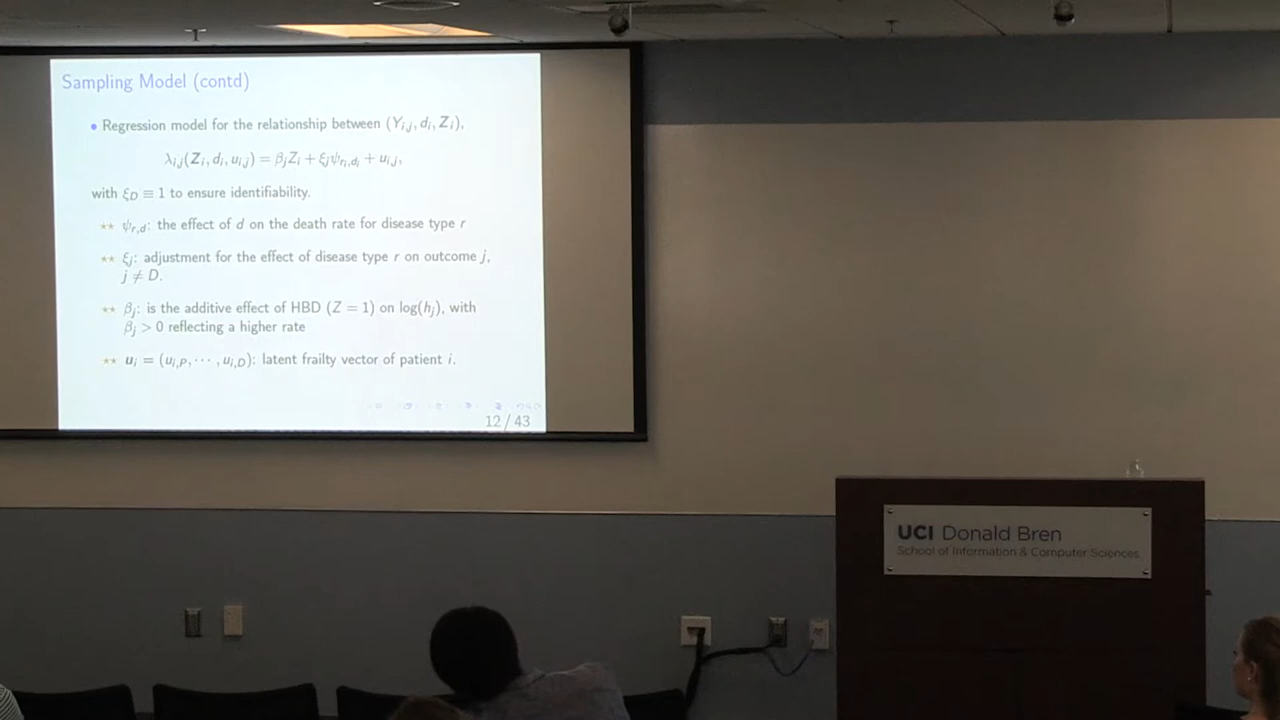 Sampling Model (contd)
• Regression model for the relationship between (Y_{i,j}, d_i, Z_i),
λ_{i,j}(Z_i, d_i, u_{i,j}) = β_j Z_i + ξ_j ψ_{r_i,d_i} + u_{i,j},
with ξ_D ≡ 1 to ensure identifiability.
⋆⋆ ψ_{r,d}: the effect of d on the death rate for disease type r
⋆⋆ ξ_j: adjustment for the effect of disease type r on outcome j,
j ≠ D.
⋆⋆ β_j: is the additive effect of HBD (Z = 1) on log(h_j), with
β_j > 0 reflecting a higher rate
⋆⋆ u_i = (u_{i,P}, ⋯ , u_{i,D}): latent frailty vector of patient i.
12 / 43
UCI Donald Bren
School of Information & Computer Sciences